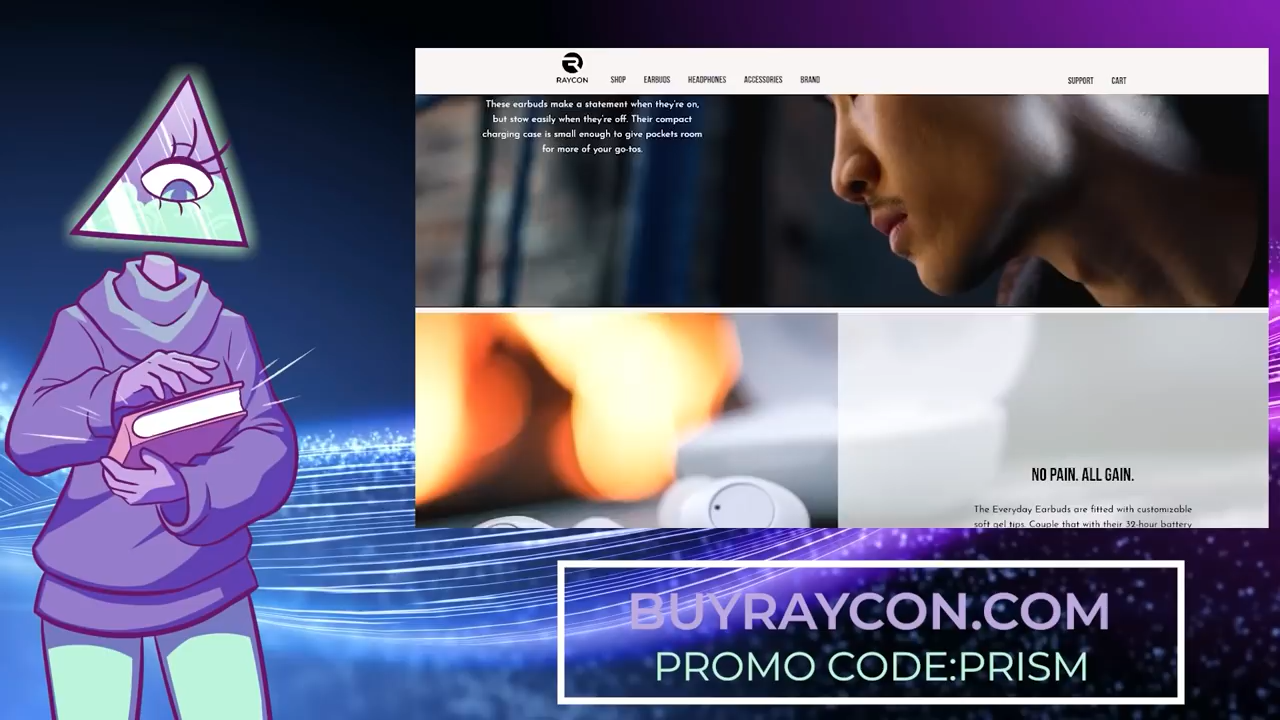 RAYCON
SHOP
EARBUDS
HEADPHONES
ACCESSORIES
BRAND
SUPPORT
CART
These earbuds make a statement when they're on,
but stow easily when they're off. Their compact
charging case is small enough to give pockets room
for more of your go-tos.
NO PAIN. ALL GAIN.
The Everyday Earbuds are fitted with customizable
soft gel tips. Couple that with their 32-hour battery
BUYRAYCON.COM
PROMO CODE:PRISM